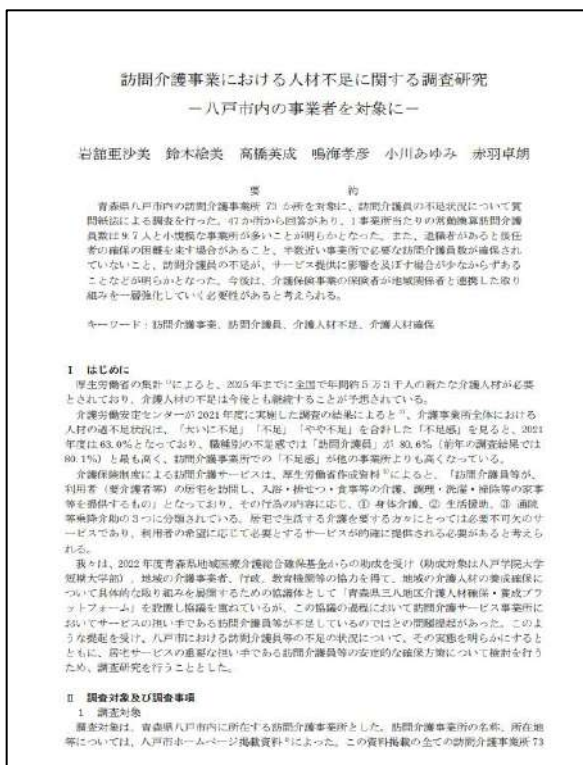 訪問介護事業における人材不足に関する調査研究
－八戸市内の事業者を対象に－
岩舘亜沙美　鈴木絵美　高橋英成　鳴海孝彦　小川あゆみ　赤羽卓朗
要　約
青森県八戸市内の訪問介護事業所 73 か所を対象に、訪問介護員の不足状況について質
問紙法による調査を行った。47か所から回答があり、1事業所当たりの常勤換算訪問介護
員数は9.7人と小規模な事業所が多いことが明らかとなった。また、退職者があると後任
者の確保の困難を来す場合があること、半数近い事業所で必要な訪問介護員数が確保され
ていないこと、訪問介護員の不足が、サービス提供に影響を及ぼす場合が少なからずある
ことなどが明らかとなった。今後は、介護保険事業の保険者が地域関係者と連携した取り
組みを一層強化していく必要性があると考えられる。
キーワード：訪問介護事業、訪問介護員、介護人材不足、介護人材確保
Ⅰ　はじめに
厚生労働省の集計¹⁾によると、2025年までに全国で年間約5万3千人の新たな介護人材が必要
とされており、介護人材の不足は今後とも継続することが予想されている。
介護労働安定センターが2021年度に実施した調査の結果によると²⁾、介護事業所全体における
人材の過不足状況は、「大いに不足」「不足」「やや不足」を合計した「不足感」を見ると、2021
年度は63.0%となっており、職種別の不足感では「訪問介護員」が 80.6%（前年の調査結果では
80.1%）と最も高く、訪問介護事業所での「不足感」が他の事業所よりも高くなっている。
介護保険制度による訪問介護サービスは、厚生労働省作成資料³⁾によると、「訪問介護員等が、
利用者（要介護者等）の居宅を訪問し、入浴・排せつ・食事等の介護、調理・洗濯・掃除等の家事
等を提供するもの」となっており、その行為の内容に応じ、① 身体介護、② 生活援助、③ 通院
等乗降介助の3つに分類されている。居宅で生活する介護を要する方々にとっては必要不可欠のサ
ービスであり、利用者の希望に応じて必要とするサービスが的確に提供される必要があると考えら
れる。
我々は、2022年度青森県地域医療介護総合確保基金からの助成を受け（助成対象は八戸学院大学
短期大学部）、地域の介護事業者、行政、教育機関等の協力を得て、地域の介護人材の養成確保に
ついて具体的な取り組みを展開するための協議体として「青森県三八地区介護人材確保・養成プラ
ットフォーム」を設置し協議を重ねているが、この協議の過程において訪問介護サービス事業所に
おいてサービスの担い手である訪問介護員等が不足しているのではとの問題提起があった。このよ
うな提起を受け、八戸市における訪問介護員等の不足の状況について、その実態を明らかにすると
ともに、居宅サービスの重要な担い手である訪問介護員等の安定的な確保方策について検討を行う
ため、調査研究を行うこととした。
Ⅱ　調査対象及び調査事項
1　調査対象
調査対象は、青森県八戸市内に所在する訪問介護事業所とした。訪問介護事業所の名称、所在地
等については、八戸市ホームページ掲載資料⁴⁾によった。この資料掲載の全ての訪問介護事業所 73